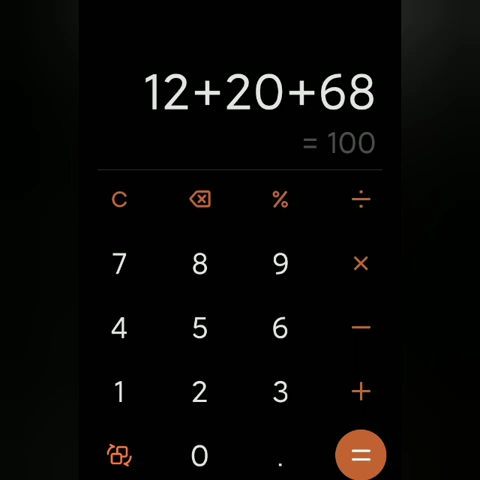 12+20+68
= 100
C % ÷
7 8 9 ×
4 5 6 −
1 2 3 +
0 . =